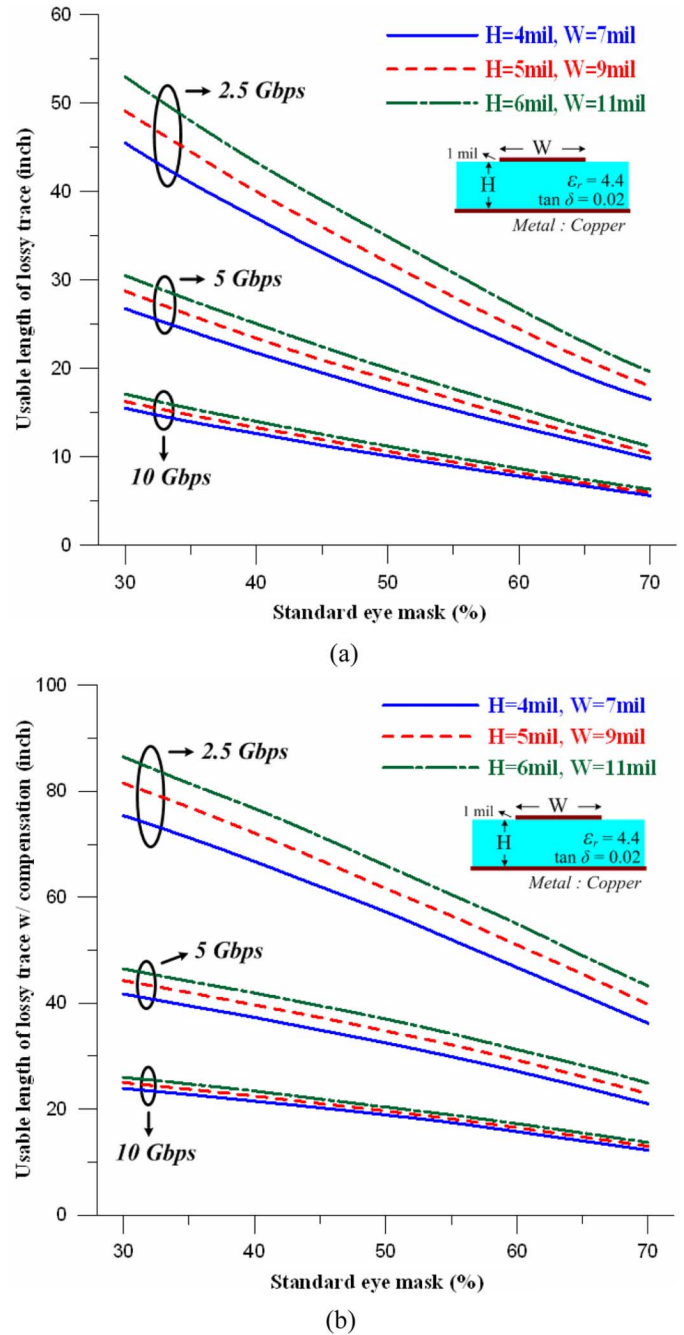 60
50
40
30
20
10
0
Usable length of lossy trace (inch)
H=4mil, W=7mil
H=5mil, W=9mil
H=6mil, W=11mil
2.5 Gbps
5 Gbps
10 Gbps
1 mil
W
H
εr = 4.4
tan δ = 0.02
Metal : Copper
30 40 50 60 70
Standard eye mask (%)
(a)
100
80
60
40
20
0
Usable length of lossy trace w/ compensation (inch)
H=4mil, W=7mil
H=5mil, W=9mil
H=6mil, W=11mil
2.5 Gbps
5 Gbps
10 Gbps
1 mil
W
H
εr = 4.4
tan δ = 0.02
Metal : Copper
30 40 50 60 70
Standard eye mask (%)
(b)